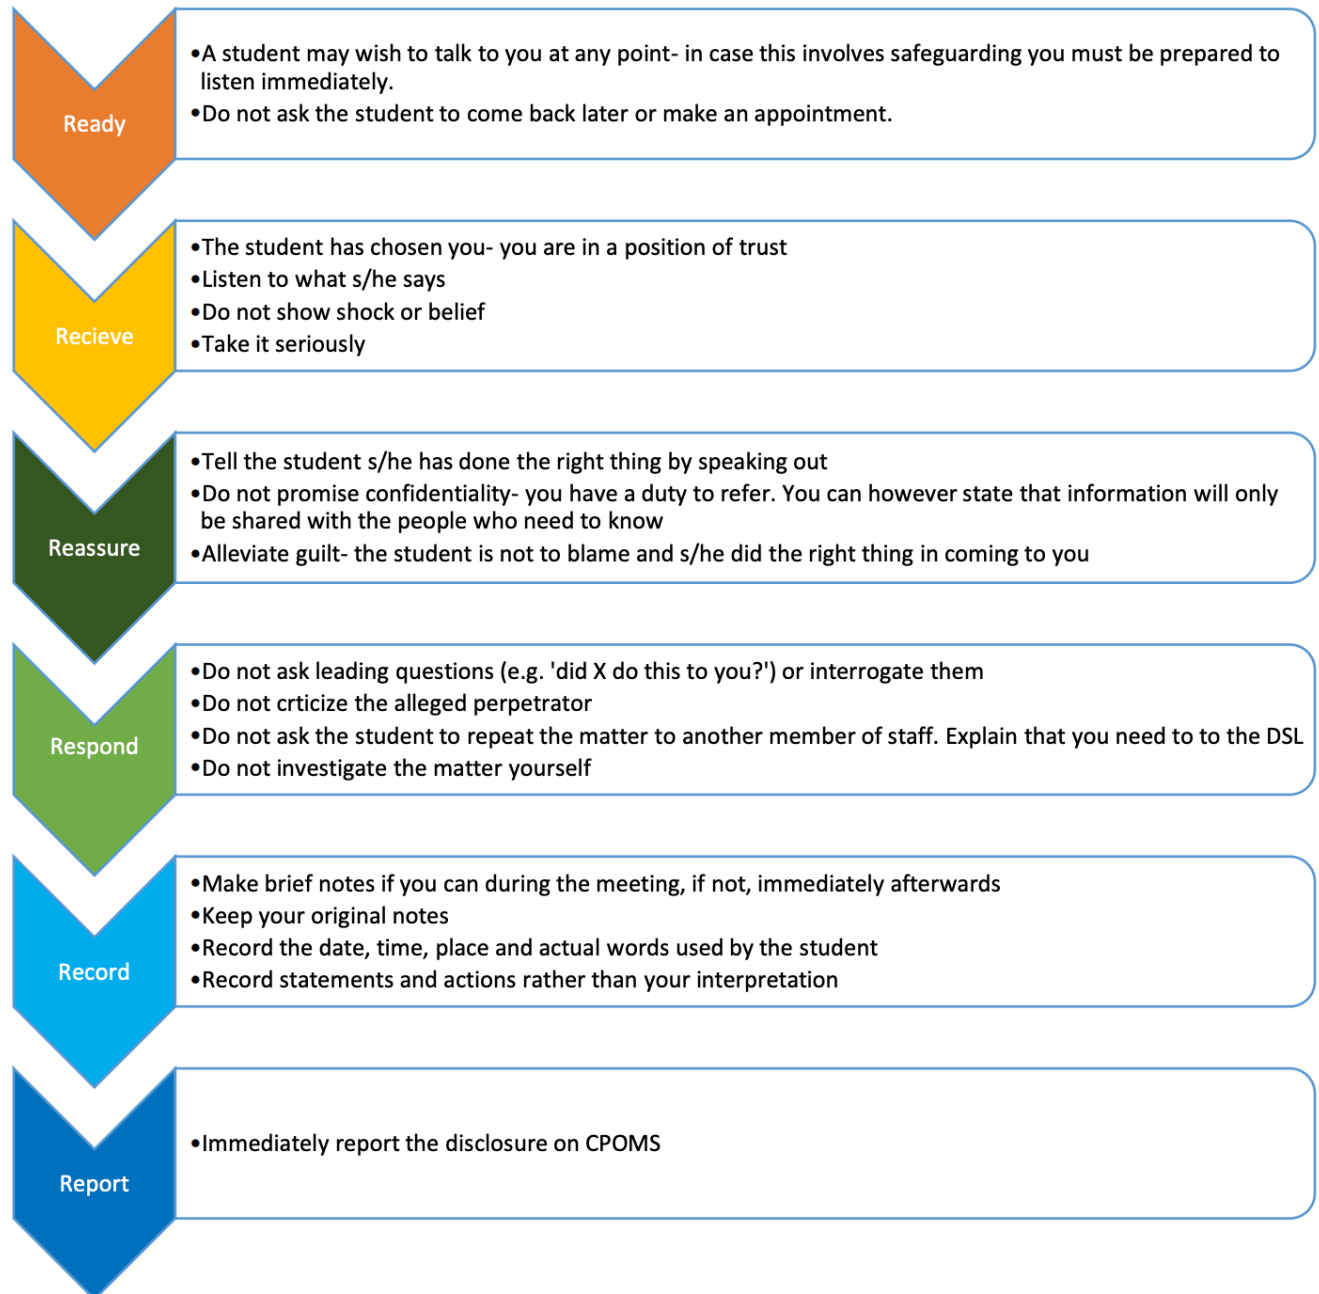 Ready
•A student may wish to talk to you at any point- in case this involves safeguarding you must be prepared to
listen immediately.
•Do not ask the student to come back later or make an appointment.
Recieve
•The student has chosen you- you are in a position of trust
•Listen to what s/he says
•Do not show shock or belief
•Take it seriously
Reassure
•Tell the student s/he has done the right thing by speaking out
•Do not promise confidentiality- you have a duty to refer. You can however state that information will only
be shared with the people who need to know
•Alleviate guilt- the student is not to blame and s/he did the right thing in coming to you
Respond
•Do not ask leading questions (e.g. 'did X do this to you?') or interrogate them
•Do not crticize the alleged perpetrator
•Do not ask the student to repeat the matter to another member of staff. Explain that you need to to the DSL
•Do not investigate the matter yourself
Record
•Make brief notes if you can during the meeting, if not, immediately afterwards
•Keep your original notes
•Record the date, time, place and actual words used by the student
•Record statements and actions rather than your interpretation
Report
•Immediately report the disclosure on CPOMS